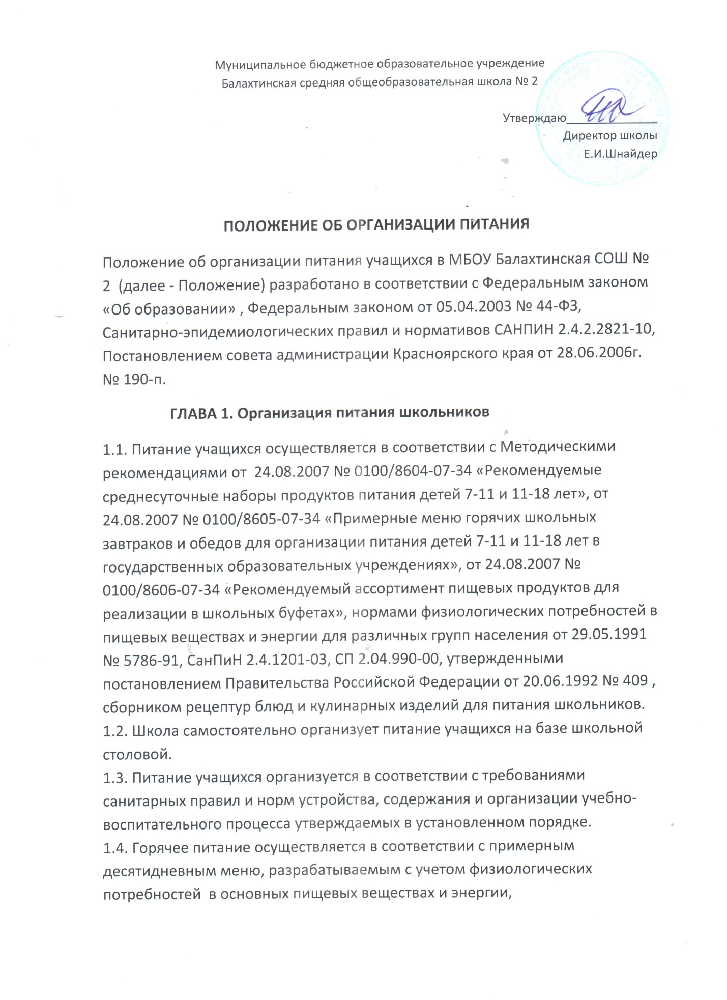 Муниципальное бюджетное образовательное учреждение
Балахтинская средняя общеобразовательная школа № 2
Утверждаю
Директор школы
Е.И.Шнайдер
ПОЛОЖЕНИЕ ОБ ОРГАНИЗАЦИИ ПИТАНИЯ
Положение об организации питания учащихся в МБОУ Балахтинская СОШ №
2 (далее - Положение) разработано в соответствии с Федеральным законом
«Об образовании» , Федеральным законом от 05.04.2003 № 44-ФЗ,
Санитарно-эпидемиологических правил и нормативов САНПИН 2.4.2.2821-10,
Постановлением совета администрации Красноярского края от 28.06.2006г.
№ 190-п.
ГЛАВА 1. Организация питания школьников
1.1. Питание учащихся осуществляется в соответствии с Методическими
рекомендациями от 24.08.2007 № 0100/8604-07-34 «Рекомендуемые
среднесуточные наборы продуктов питания детей 7-11 и 11-18 лет», от
24.08.2007 № 0100/8605-07-34 «Примерные меню горячих школьных
завтраков и обедов для организации питания детей 7-11 и 11-18 лет в
государственных образовательных учреждениях», от 24.08.2007 №
0100/8606-07-34 «Рекомендуемый ассортимент пищевых продуктов для
реализации в школьных буфетах», нормами физиологических потребностей в
пищевых веществах и энергии для различных групп населения от 29.05.1991
№ 5786-91, СанПиН 2.4.1201-03, СП 2.04.990-00, утвержденными
постановлением Правительства Российской Федерации от 20.06.1992 № 409 ,
сборником рецептур блюд и кулинарных изделий для питания школьников.
1.2. Школа самостоятельно организует питание учащихся на базе школьной
столовой.
1.3. Питание учащихся организуется в соответствии с требованиями
санитарных правил и норм устройства, содержания и организации учебно-
воспитательного процесса утверждаемых в установленном порядке.
1.4. Горячее питание осуществляется в соответствии с примерным
десятидневным меню, разрабатываемым с учетом физиологических
потребностей в основных пищевых веществах и энергии,